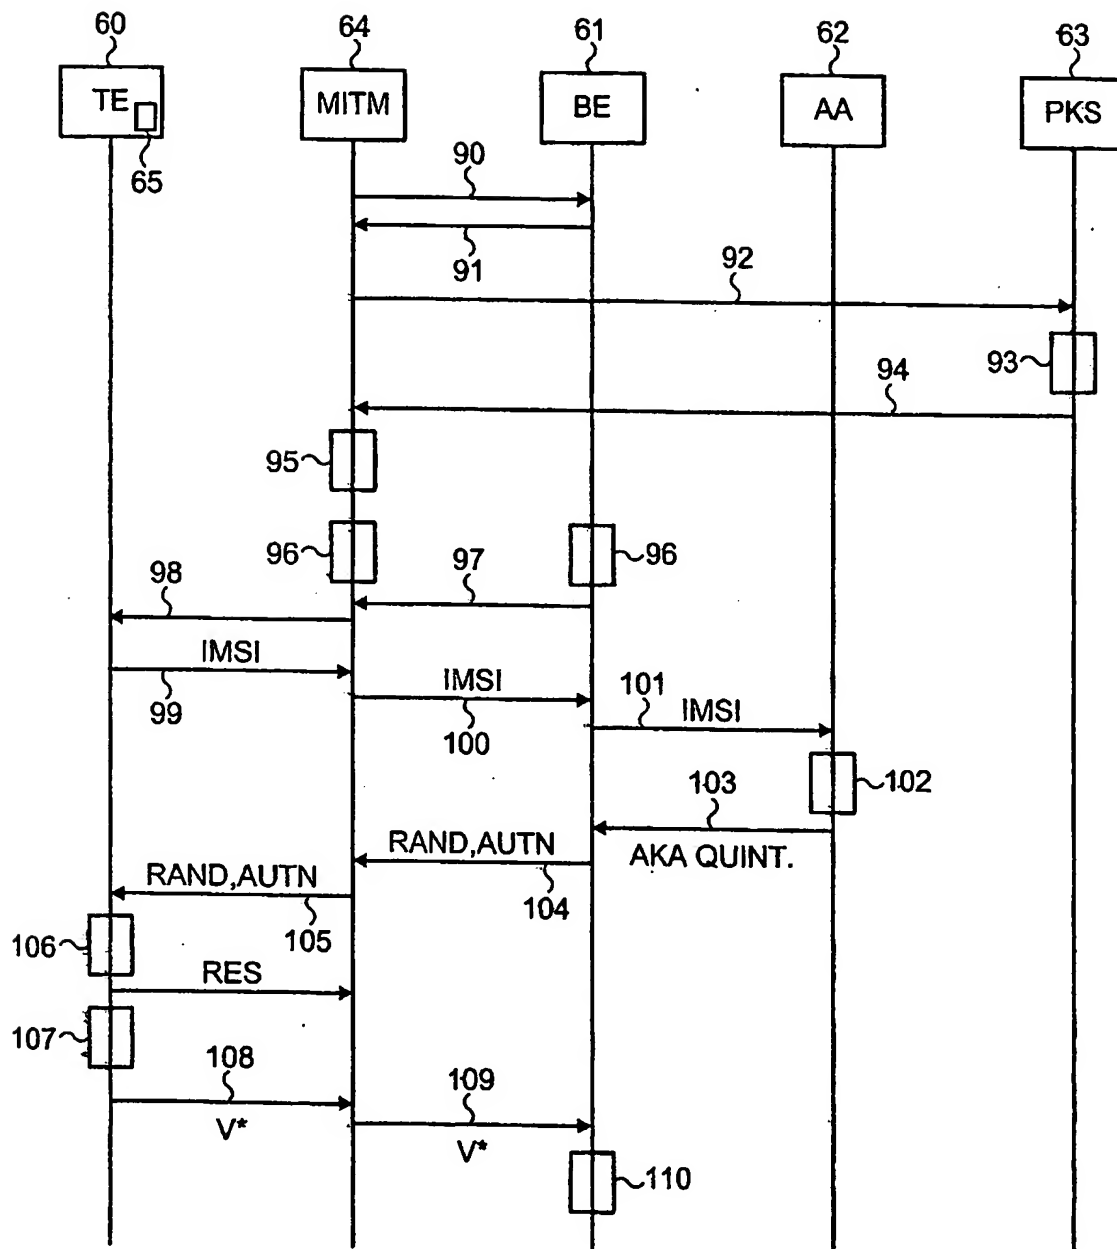 60
64
61
62
63
TE
MITM
BE
AA
PKS
65
90
91
92
93
94
95
96
96
97
98
IMSI
99
IMSI
100
101
IMSI
102
103
AKA QUINT.
RAND,AUTN
104
RAND,AUTN
105
106
RES
107
108
V*
109
V*
110